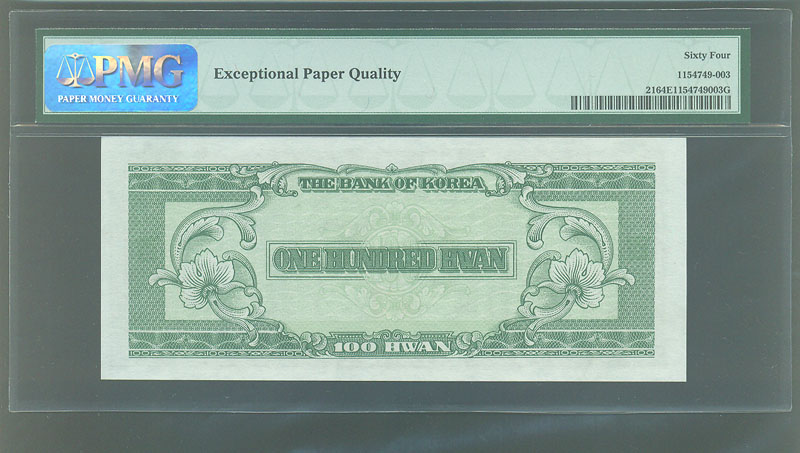 PMG
PAPER MONEY GUARANTY
Exceptional Paper Quality
Sixty Four
1154749-003
2164E1154749003G
THE BANK OF KOREA
ONE HUNDRED HWAN
100 HWAN